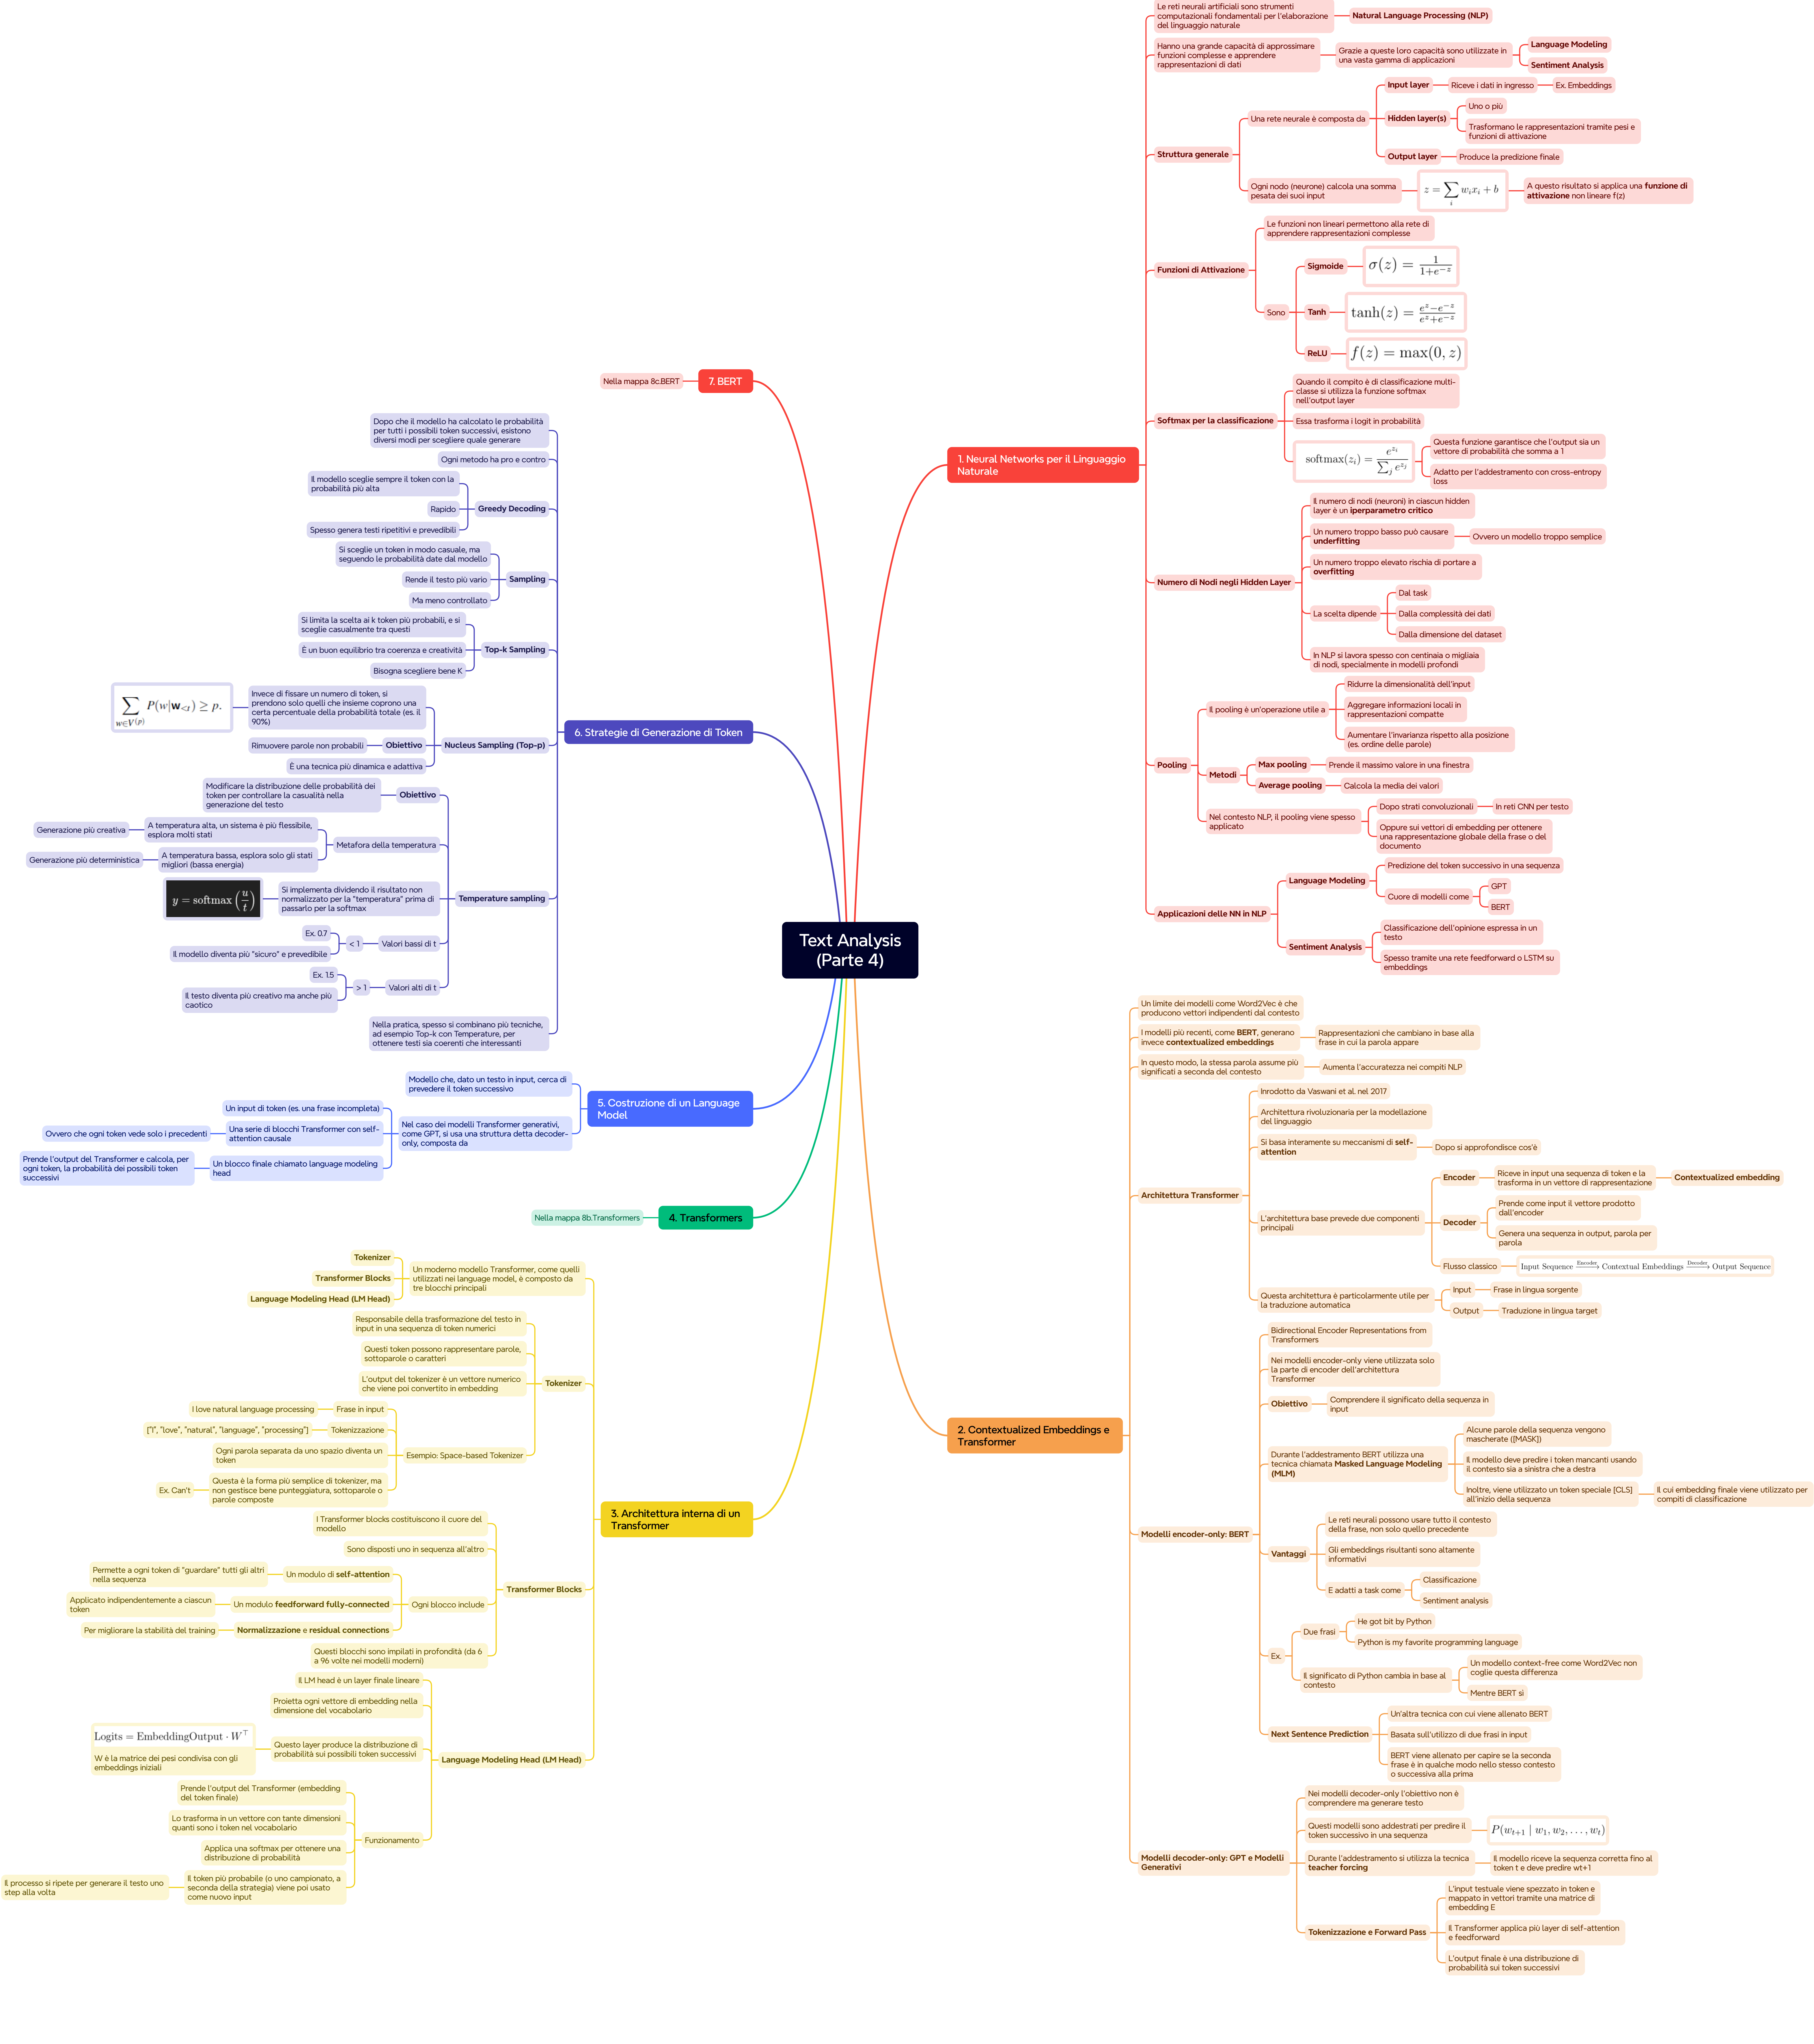 Text Analysis
(Parte 4)
1. Neural Networks per il Linguaggio
Naturale
Le reti neurali artificiali sono strumenti
computazionali fondamentali per l'elaborazione
del linguaggio naturale
Natural Language Processing (NLP)
Hanno una grande capacità di approssimare
funzioni complesse e apprendere
rappresentazioni di dati
Grazie a queste loro capacità sono utilizzate in
una vasta gamma di applicazioni
Language Modeling
Sentiment Analysis
Struttura generale
Una rete neurale è composta da
Input layer
Riceve i dati in ingresso
Ex. Embeddings
Hidden layer(s)
Uno o più
Trasformano le rappresentazioni tramite pesi e
funzioni di attivazione
Output layer
Produce la predizione finale
Ogni nodo (neurone) calcola una somma
pesata dei suoi input
z = ∑_i w_i x_i + b
A questo risultato si applica una funzione di
attivazione non lineare f(z)
Funzioni di Attivazione
Le funzioni non lineari permettono alla rete di
apprendere rappresentazioni complesse
Sono
Sigmoide
σ(z) = 1/(1+e^{-z})
Tanh
tanh(z) = (e^z − e^{-z})/(e^z + e^{-z})
ReLU
f(z) = max(0, z)
Softmax per la classificazione
Quando il compito è di classificazione multi-
classe si utilizza la funzione softmax
nell'output layer
Essa trasforma i logit in probabilità
softmax(z_i) = e^{z_i} / ∑_j e^{z_j}
Questa funzione garantisce che l'output sia un
vettore di probabilità che somma a 1
Adatto per l'addestramento con cross-entropy
loss
Numero di Nodi negli Hidden Layer
Il numero di nodi (neuroni) in ciascun hidden
layer è un iperparametro critico
Un numero troppo basso può causare
underfitting
Ovvero un modello troppo semplice
Un numero troppo elevato rischia di portare a
overfitting
La scelta dipende
Dal task
Dalla complessità dei dati
Dalla dimensione del dataset
In NLP si lavora spesso con centinaia o migliaia
di nodi, specialmente in modelli profondi
Pooling
Il pooling è un'operazione utile a
Ridurre la dimensionalità dell'input
Aggregare informazioni locali in
rappresentazioni compatte
Aumentare l'invarianza rispetto alla posizione
(es. ordine delle parole)
Metodi
Max pooling
Prende il massimo valore in una finestra
Average pooling
Calcola la media dei valori
Nel contesto NLP, il pooling viene spesso
applicato
Dopo strati convoluzionali
In reti CNN per testo
Oppure sui vettori di embedding per ottenere
una rappresentazione globale della frase o del
documento
Applicazioni delle NN in NLP
Language Modeling
Predizione del token successivo in una sequenza
Cuore di modelli come
GPT
BERT
Sentiment Analysis
Classificazione dell'opinione espressa in un
testo
Spesso tramite una rete feedforward o LSTM su
embeddings
2. Contextualized Embeddings e
Transformer
Un limite dei modelli come Word2Vec è che
producono vettori indipendenti dal contesto
I modelli più recenti, come BERT, generano
invece contextualized embeddings
Rappresentazioni che cambiano in base alla
frase in cui la parola appare
In questo modo, la stessa parola assume più
significati a seconda del contesto
Aumenta l'accuratezza nei compiti NLP
Architettura Transformer
Inrodotto da Vaswani et al. nel 2017
Architettura rivoluzionaria per la modellazione
del linguaggio
Si basa interamente su meccanismi di self-
attention
Dopo si approfondisce cos'è
L'architettura base prevede due componenti
principali
Encoder
Riceve in input una sequenza di token e la
trasforma in un vettore di rappresentazione
Contextualized embedding
Decoder
Prende come input il vettore prodotto
dall'encoder
Genera una sequenza in output, parola per
parola
Flusso classico
Input Sequence —Encoder→ Contextual Embeddings —Decoder→ Output Sequence
Questa architettura è particolarmente utile per
la traduzione automatica
Input
Frase in lingua sorgente
Output
Traduzione in lingua target
Modelli encoder-only: BERT
Bidirectional Encoder Representations from
Transformers
Nei modelli encoder-only viene utilizzata solo
la parte di encoder dell'architettura
Transformer
Obiettivo
Comprendere il significato della sequenza in
input
Durante l'addestramento BERT utilizza una
tecnica chiamata Masked Language Modeling
(MLM)
Alcune parole della sequenza vengono
mascherate ([MASK])
Il modello deve predire i token mancanti usando
il contesto sia a sinistra che a destra
Inoltre, viene utilizzato un token speciale [CLS]
all'inizio della sequenza
Il cui embedding finale viene utilizzato per
compiti di classificazione
Vantaggi
Le reti neurali possono usare tutto il contesto
della frase, non solo quello precedente
Gli embeddings risultanti sono altamente
informativi
E adatti a task come
Classificazione
Sentiment analysis
Ex.
Due frasi
He got bit by Python
Python is my favorite programming language
Il significato di Python cambia in base al
contesto
Un modello context-free come Word2Vec non
coglie questa differenza
Mentre BERT si
Next Sentence Prediction
Un'altra tecnica con cui viene allenato BERT
Basata sull'utilizzo di due frasi in input
BERT viene allenato per capire se la seconda
frase è in qualche modo nello stesso contesto
o successiva alla prima
Modelli decoder-only: GPT e Modelli
Generativi
Nei modelli decoder-only l'obiettivo non è
comprendere ma generare testo
Questi modelli sono addestrati per predire il
token successivo in una sequenza
P(w_{t+1} | w_1, w_2, …, w_t)
Durante l'addestramento si utilizza la tecnica
teacher forcing
Il modello riceve la sequenza corretta fino al
token t e deve predire wt+1
Tokenizzazione e Forward Pass
L'input testuale viene spezzato in token e
mappato in vettori tramite una matrice di
embedding E
Il Transformer applica più layer di self-attention
e feedforward
L'output finale è una distribuzione di
probabilità sui token successivi
3. Architettura interna di un
Transformer
Un moderno modello Transformer, come quelli
utilizzati nei language model, è composto da
tre blocchi principali
Tokenizer
Transformer Blocks
Language Modeling Head (LM Head)
Tokenizer
Responsabile della trasformazione del testo in
input in una sequenza di token numerici
Questi token possono rappresentare parole,
sottoparole o caratteri
L'output del tokenizer è un vettore numerico
che viene poi convertito in embedding
Esempio: Space-based Tokenizer
Frase in input
I love natural language processing
Tokenizzazione
["I", "love", "natural", "language", "processing"]
Ogni parola separata da uno spazio diventa un
token
Questa è la forma più semplice di tokenizer, ma
non gestisce bene punteggiatura, sottoparole o
parole composte
Ex. Can't
Transformer Blocks
I Transformer blocks costituiscono il cuore del
modello
Sono disposti uno in sequenza all'altro
Ogni blocco include
Un modulo di self-attention
Permette a ogni token di "guardare" tutti gli altri
nella sequenza
Un modulo feedforward fully-connected
Applicato indipendentemente a ciascun
token
Normalizzazione e residual connections
Per migliorare la stabilità del training
Questi blocchi sono impilati in profondità (da 6
a 96 volte nei modelli moderni)
Language Modeling Head (LM Head)
Il LM head è un layer finale lineare
Proietta ogni vettore di embedding nella
dimensione del vocabolario
Questo layer produce la distribuzione di
probabilità sui possibili token successivi
Logits = EmbeddingOutput · W^⊤
W è la matrice dei pesi condivisa con gli
embeddings iniziali
Funzionamento
Prende l'output del Transformer (embedding
del token finale)
Lo trasforma in un vettore con tante dimensioni
quanti sono i token nel vocabolario
Applica una softmax per ottenere una
distribuzione di probabilità
Il token più probabile (o uno campionato, a
seconda della strategia) viene poi usato
come nuovo input
Il processo si ripete per generare il testo uno
step alla volta
4. Transformers
Nella mappa 8b.Transformers
5. Costruzione di un Language
Model
Modello che, dato un testo in input, cerca di
prevedere il token successivo
Nel caso dei modelli Transformer generativi,
come GPT, si usa una struttura detta decoder-
only, composta da
Un input di token (es. una frase incompleta)
Una serie di blocchi Transformer con self-
attention causale
Ovvero che ogni token vede solo i precedenti
Un blocco finale chiamato language modeling
head
Prende l'output del Transformer e calcola, per
ogni token, la probabilità dei possibili token
successivi
6. Strategie di Generazione di Token
Dopo che il modello ha calcolato le probabilità
per tutti i possibili token successivi, esistono
diversi modi per scegliere quale generare
Ogni metodo ha pro e contro
Greedy Decoding
Il modello sceglie sempre il token con la
probabilità più alta
Rapido
Spesso genera testi ripetitivi e prevedibili
Sampling
Si sceglie un token in modo casuale, ma
seguendo le probabilità date dal modello
Rende il testo più vario
Ma meno controllato
Top-k Sampling
Si limita la scelta ai k token più probabili, e si
sceglie casualmente tra questi
È un buon equilibrio tra coerenza e creatività
Bisogna scegliere bene K
Nucleus Sampling (Top-p)
Invece di fissare un numero di token, si
prendono solo quelli che insieme coprono una
certa percentuale della probabilità totale (es. il
90%)
∑_{w∈V^{(p)}} P(w|w_{<t}) ≥ p.
Obiettivo
Rimuovere parole non probabili
È una tecnica più dinamica e adattiva
Temperature sampling
Obiettivo
Modificare la distribuzione delle probabilità dei
token per controllare la casualità nella
generazione del testo
Metafora della temperatura
A temperatura alta, un sistema è più flessibile,
esplora molti stati
Generazione più creativa
A temperatura bassa, esplora solo gli stati
migliori (bassa energia)
Generazione più deterministica
Si implementa dividendo il risultato non
normalizzato per la "temperatura" prima di
passarlo per la softmax
y = softmax(u/t)
Valori bassi di t
< 1
Ex. 0.7
Il modello diventa più "sicuro" e prevedibile
Valori alti di t
> 1
Ex. 1.5
Il testo diventa più creativo ma anche più
caotico
Nella pratica, spesso si combinano più tecniche,
ad esempio Top-k con Temperature, per
ottenere testi sia coerenti che interessanti
7. BERT
Nella mappa 8c.BERT